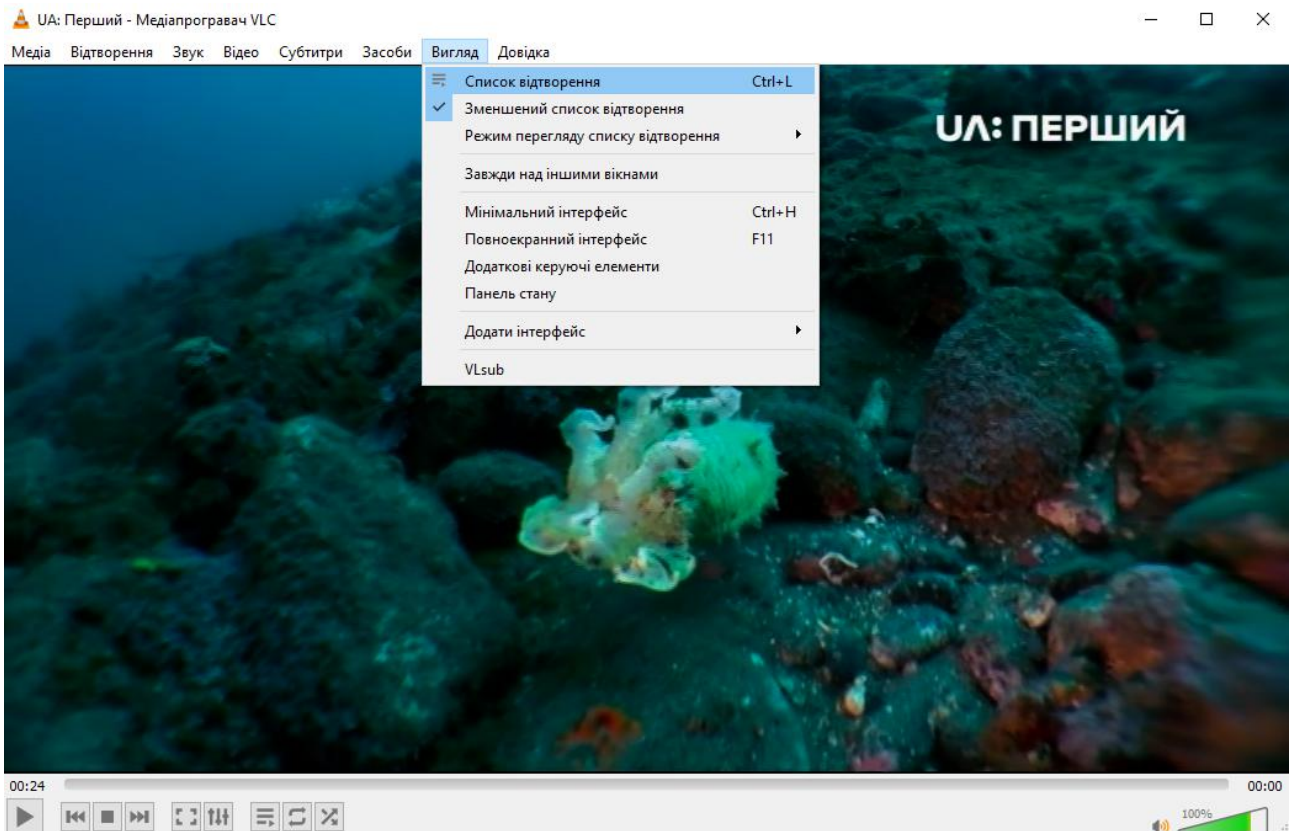 UA: Перший - Медіапрогравач VLC
Медіа Відтворення Звук Відео Субтитри Засоби Вигляд Довідка
Список відтворення Ctrl+L
Зменшений список відтворення
Режим перегляду списку відтворення
Завжди над іншими вікнами
Мінімальний інтерфейс Ctrl+H
Повноекранний інтерфейс F11
Додаткові керуючі елементи
Панель стану
Додати інтерфейс
VLsub
UA: ПЕРШИЙ
00:24 00:00
100%